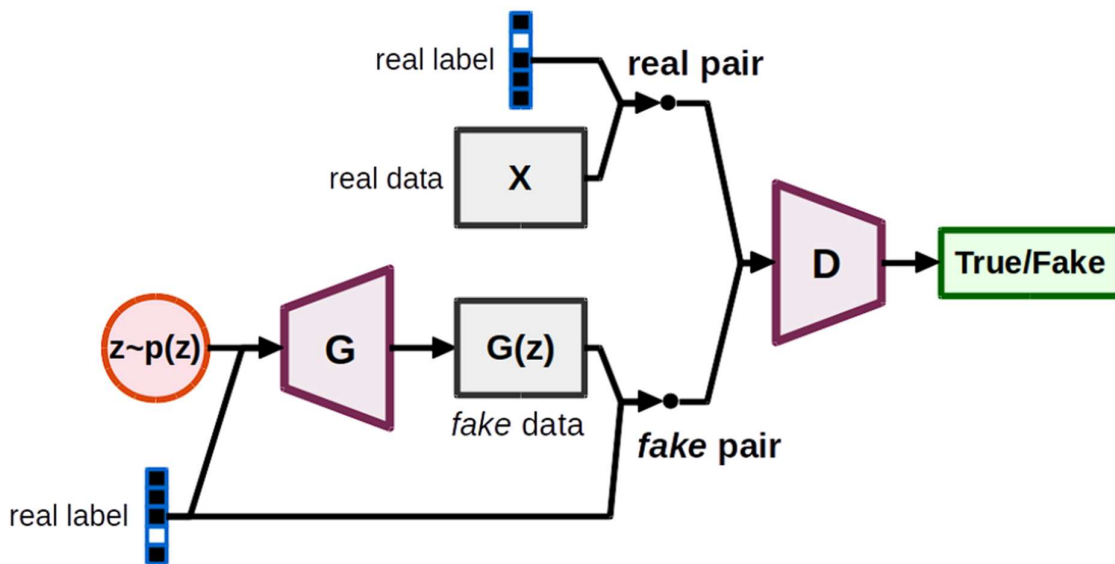 real label
real pair
real data
X
D
True/Fake
z~p(z)
G
G(z)
fake data
fake pair
real label